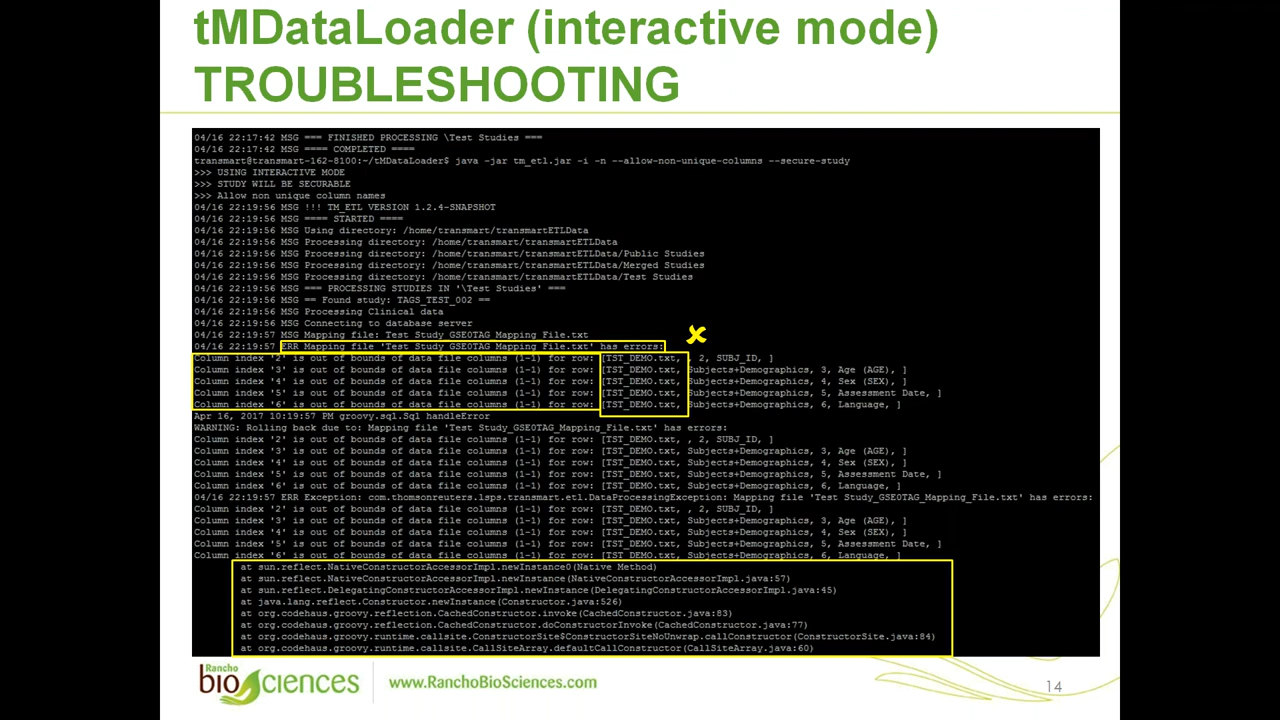 tMDataLoader (interactive mode)
TROUBLESHOOTING
04/16 22:17:42 MSG === FINISHED PROCESSING \Test Studies ===
04/16 22:17:42 MSG ==== COMPLETED ====
transmart@transmart-162-8100:~/tMDataLoader$ java -jar tm_etl.jar -i -n --allow-non-unique-columns --secure-study
>>> USING INTERACTIVE MODE
>>> STUDY WILL BE SECURABLE
>>> Allow non unique column names
04/16 22:19:56 MSG !!! TM_ETL VERSION 1.2.4-SNAPSHOT
04/16 22:19:56 MSG ==== STARTED ====
04/16 22:19:56 MSG Using directory: /home/transmart/transmartETLData
04/16 22:19:56 MSG Processing directory: /home/transmart/transmartETLData
04/16 22:19:56 MSG Processing directory: /home/transmart/transmartETLData/Public Studies
04/16 22:19:56 MSG Processing directory: /home/transmart/transmartETLData/Merged Studies
04/16 22:19:56 MSG Processing directory: /home/transmart/transmartETLData/Test Studies
04/16 22:19:56 MSG === PROCESSING STUDIES IN '\Test Studies' ===
04/16 22:19:56 MSG == Found study: TAGS_TEST_002 ==
04/16 22:19:56 MSG Processing Clinical data
04/16 22:19:56 MSG Connecting to database server
04/16 22:19:57 MSG Mapping file: Test Study_GSE0TAG_Mapping_File.txt
04/16 22:19:57 ERR Mapping file 'Test Study_GSE0TAG_Mapping_File.txt' has errors:
Column index '2' is out of bounds of data file columns (1-1) for row: [TST_DEMO.txt, , 2, SUBJ_ID, ]
Column index '3' is out of bounds of data file columns (1-1) for row: [TST_DEMO.txt, Subjects+Demographics, 3, Age (AGE), ]
Column index '4' is out of bounds of data file columns (1-1) for row: [TST_DEMO.txt, Subjects+Demographics, 4, Sex (SEX), ]
Column index '5' is out of bounds of data file columns (1-1) for row: [TST_DEMO.txt, Subjects+Demographics, 5, Assessment Date, ]
Column index '6' is out of bounds of data file columns (1-1) for row: [TST_DEMO.txt, Subjects+Demographics, 6, Language, ]
Apr 16, 2017 10:19:57 PM groovy.sql.Sql handleError
WARNING: Rolling back due to: Mapping file 'Test Study_GSE0TAG_Mapping_File.txt' has errors:
Column index '2' is out of bounds of data file columns (1-1) for row: [TST_DEMO.txt, , 2, SUBJ_ID, ]
Column index '3' is out of bounds of data file columns (1-1) for row: [TST_DEMO.txt, Subjects+Demographics, 3, Age (AGE), ]
Column index '4' is out of bounds of data file columns (1-1) for row: [TST_DEMO.txt, Subjects+Demographics, 4, Sex (SEX), ]
Column index '5' is out of bounds of data file columns (1-1) for row: [TST_DEMO.txt, Subjects+Demographics, 5, Assessment Date, ]
Column index '6' is out of bounds of data file columns (1-1) for row: [TST_DEMO.txt, Subjects+Demographics, 6, Language, ]
04/16 22:19:57 ERR Exception: com.thomsonreuters.lsps.transmart.etl.DataProcessingException: Mapping file 'Test Study_GSE0TAG_Mapping_File.txt' has errors:
Column index '2' is out of bounds of data file columns (1-1) for row: [TST_DEMO.txt, , 2, SUBJ_ID, ]
Column index '3' is out of bounds of data file columns (1-1) for row: [TST_DEMO.txt, Subjects+Demographics, 3, Age (AGE), ]
Column index '4' is out of bounds of data file columns (1-1) for row: [TST_DEMO.txt, Subjects+Demographics, 4, Sex (SEX), ]
Column index '5' is out of bounds of data file columns (1-1) for row: [TST_DEMO.txt, Subjects+Demographics, 5, Assessment Date, ]
Column index '6' is out of bounds of data file columns (1-1) for row: [TST_DEMO.txt, Subjects+Demographics, 6, Language, ]
at sun.reflect.NativeConstructorAccessorImpl.newInstance0(Native Method)
at sun.reflect.NativeConstructorAccessorImpl.newInstance(NativeConstructorAccessorImpl.java:57)
at sun.reflect.DelegatingConstructorAccessorImpl.newInstance(DelegatingConstructorAccessorImpl.java:45)
at java.lang.reflect.Constructor.newInstance(Constructor.java:526)
at org.codehaus.groovy.reflection.CachedConstructor.invoke(CachedConstructor.java:83)
at org.codehaus.groovy.reflection.CachedConstructor.doConstructorInvoke(CachedConstructor.java:77)
at org.codehaus.groovy.runtime.callsite.ConstructorSite$ConstructorSiteNoUnwrap.callConstructor(ConstructorSite.java:84)
at org.codehaus.groovy.runtime.callsite.CallSiteArray.defaultCallConstructor(CallSiteArray.java:60)
Rancho
bioSciences
www.RanchoBioSciences.com
14